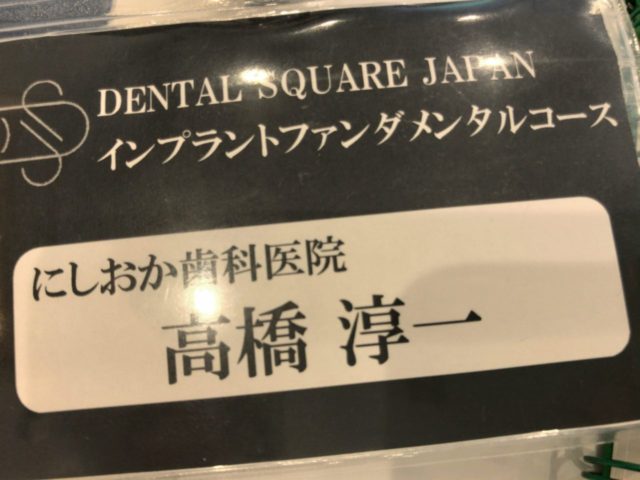 DENTAL SQUARE JAPAN
インプラントファンダメンタルコース
にしおか歯科医院
高橋 淳一